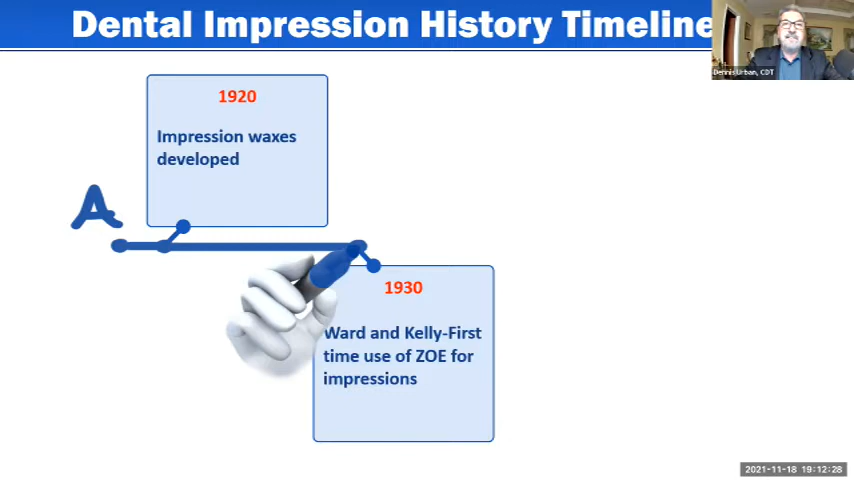 Dental Impression History Timeline
Dennis Urban, CDT
1920
Impression waxes
developed
A
1930
Ward and Kelly-First
time use of ZOE for
impressions
2021-11-18 19:12:28